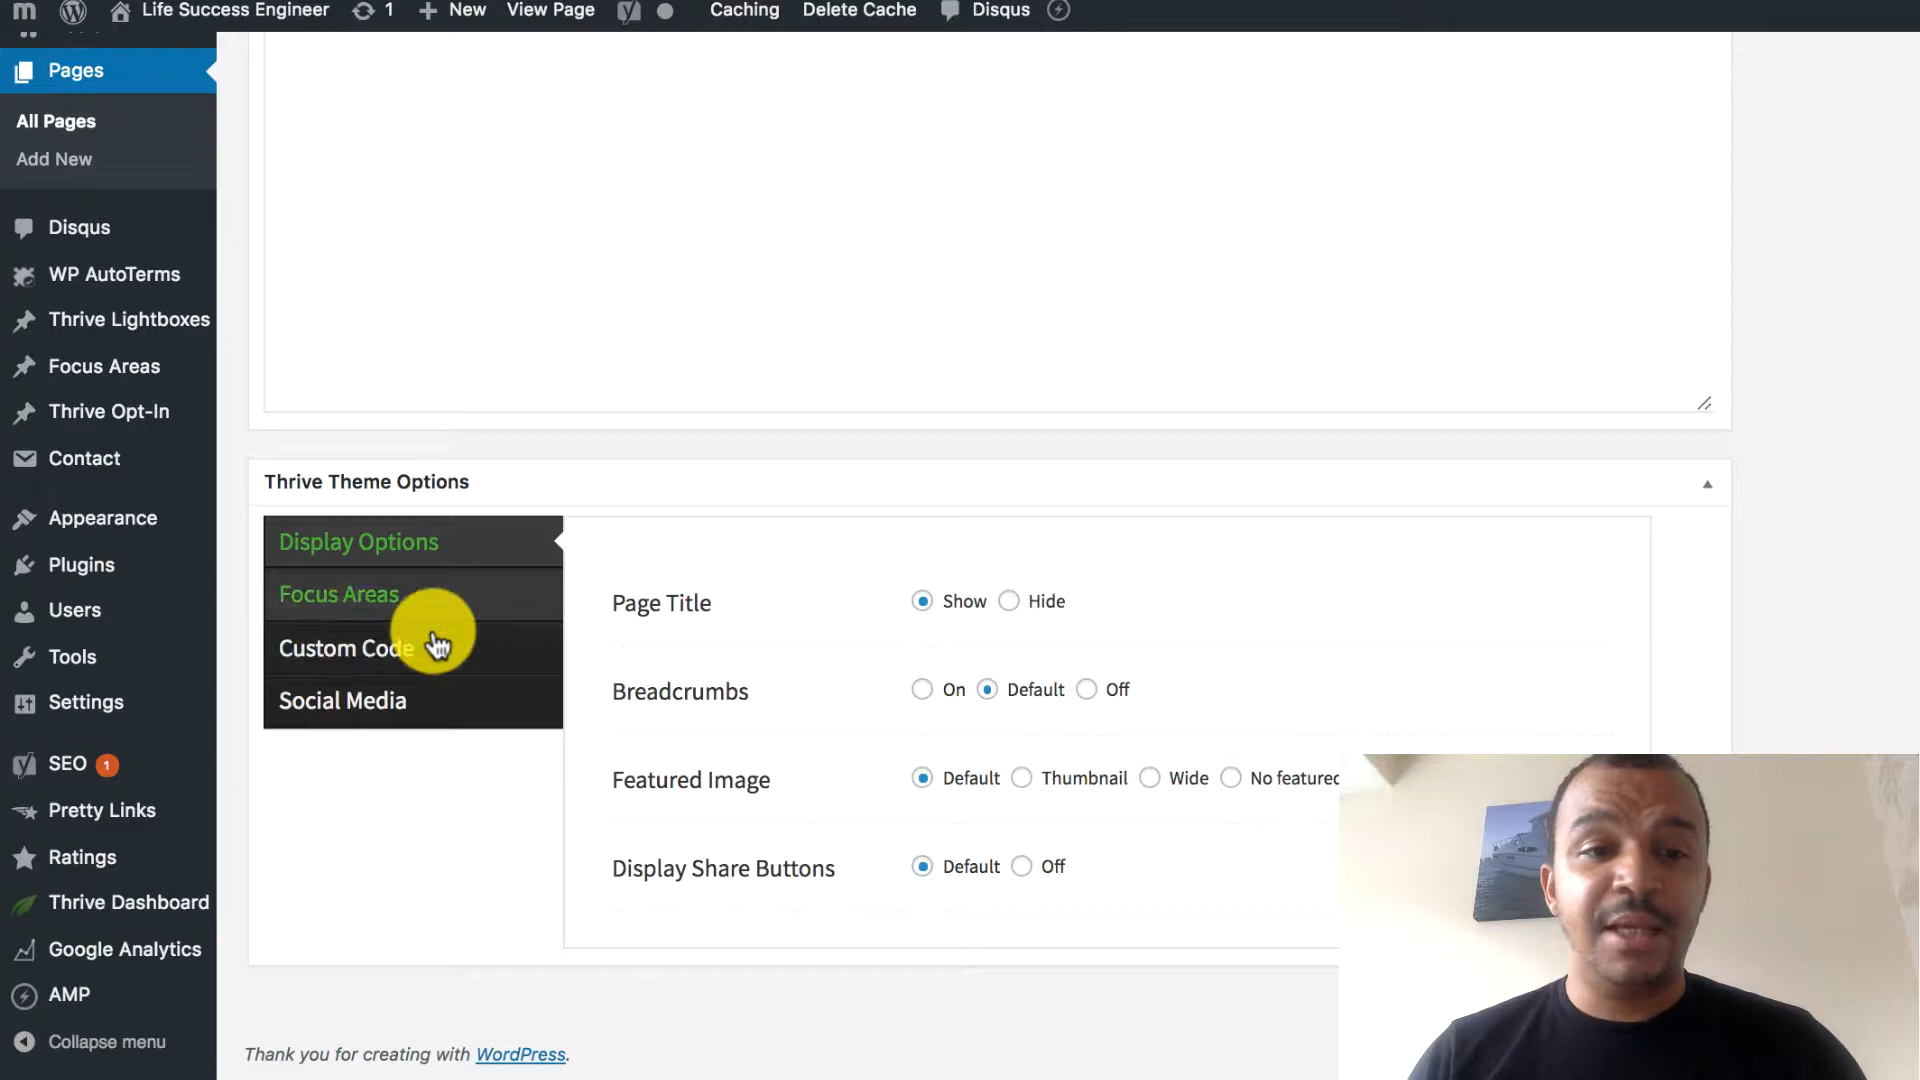 Life Success Engineer 1 New View Page Caching Delete Cache Disqus
Pages
All Pages
Add New
Disqus
WP AutoTerms
Thrive Lightboxes
Focus Areas
Thrive Opt-In
Contact
Appearance
Plugins
Users
Tools
Settings
SEO 1
Pretty Links
Ratings
Thrive Dashboard
Google Analytics
AMP
Collapse menu
Thrive Theme Options
Display Options
Focus Areas
Custom Code
Social Media
Page Title Show Hide
Breadcrumbs On Default Off
Featured Image Default Thumbnail Wide No featured
Display Share Buttons Default Off
Thank you for creating with WordPress.